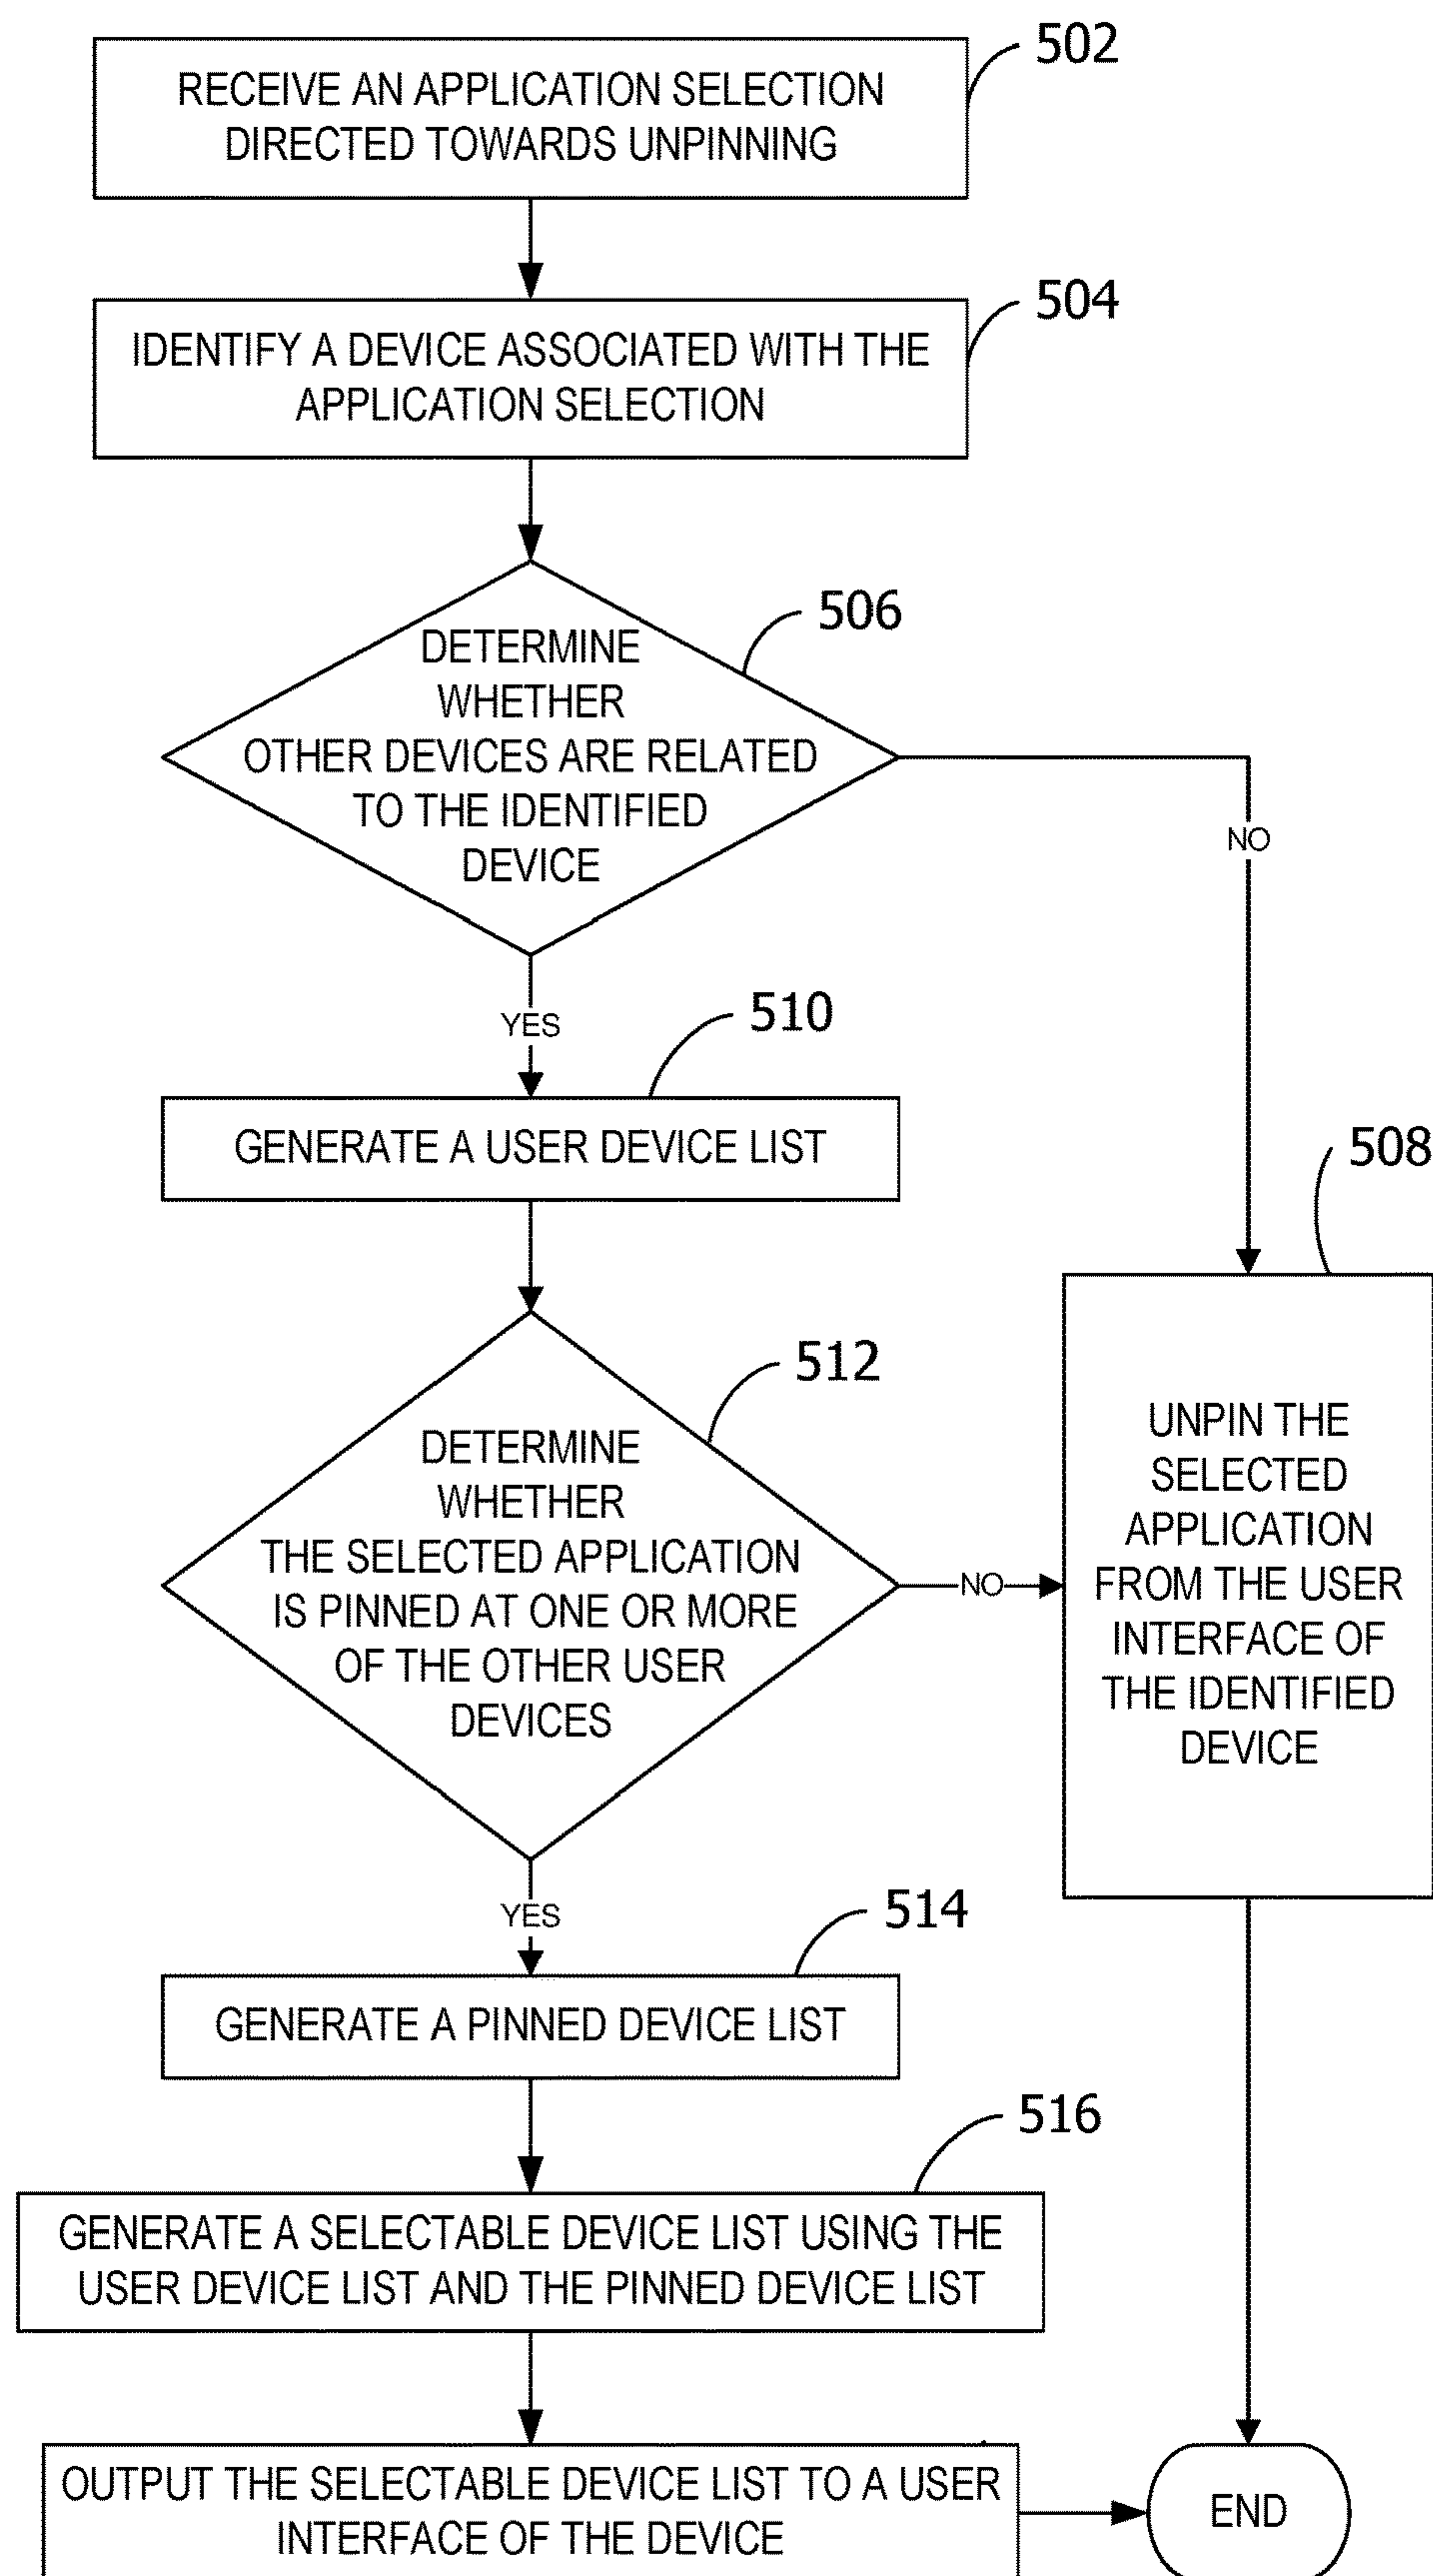 502
RECEIVE AN APPLICATION SELECTION
DIRECTED TOWARDS UNPINNING
504
IDENTIFY A DEVICE ASSOCIATED WITH THE
APPLICATION SELECTION
506
DETERMINE
WHETHER
OTHER DEVICES ARE RELATED
TO THE IDENTIFIED
DEVICE
NO
YES
510
GENERATE A USER DEVICE LIST
508
512
DETERMINE
WHETHER
THE SELECTED APPLICATION
IS PINNED AT ONE OR MORE
OF THE OTHER USER
DEVICES
NO
UNPIN THE
SELECTED
APPLICATION
FROM THE USER
INTERFACE OF
THE IDENTIFIED
DEVICE
YES
514
GENERATE A PINNED DEVICE LIST
516
GENERATE A SELECTABLE DEVICE LIST USING THE
USER DEVICE LIST AND THE PINNED DEVICE LIST
OUTPUT THE SELECTABLE DEVICE LIST TO A USER
INTERFACE OF THE DEVICE
END